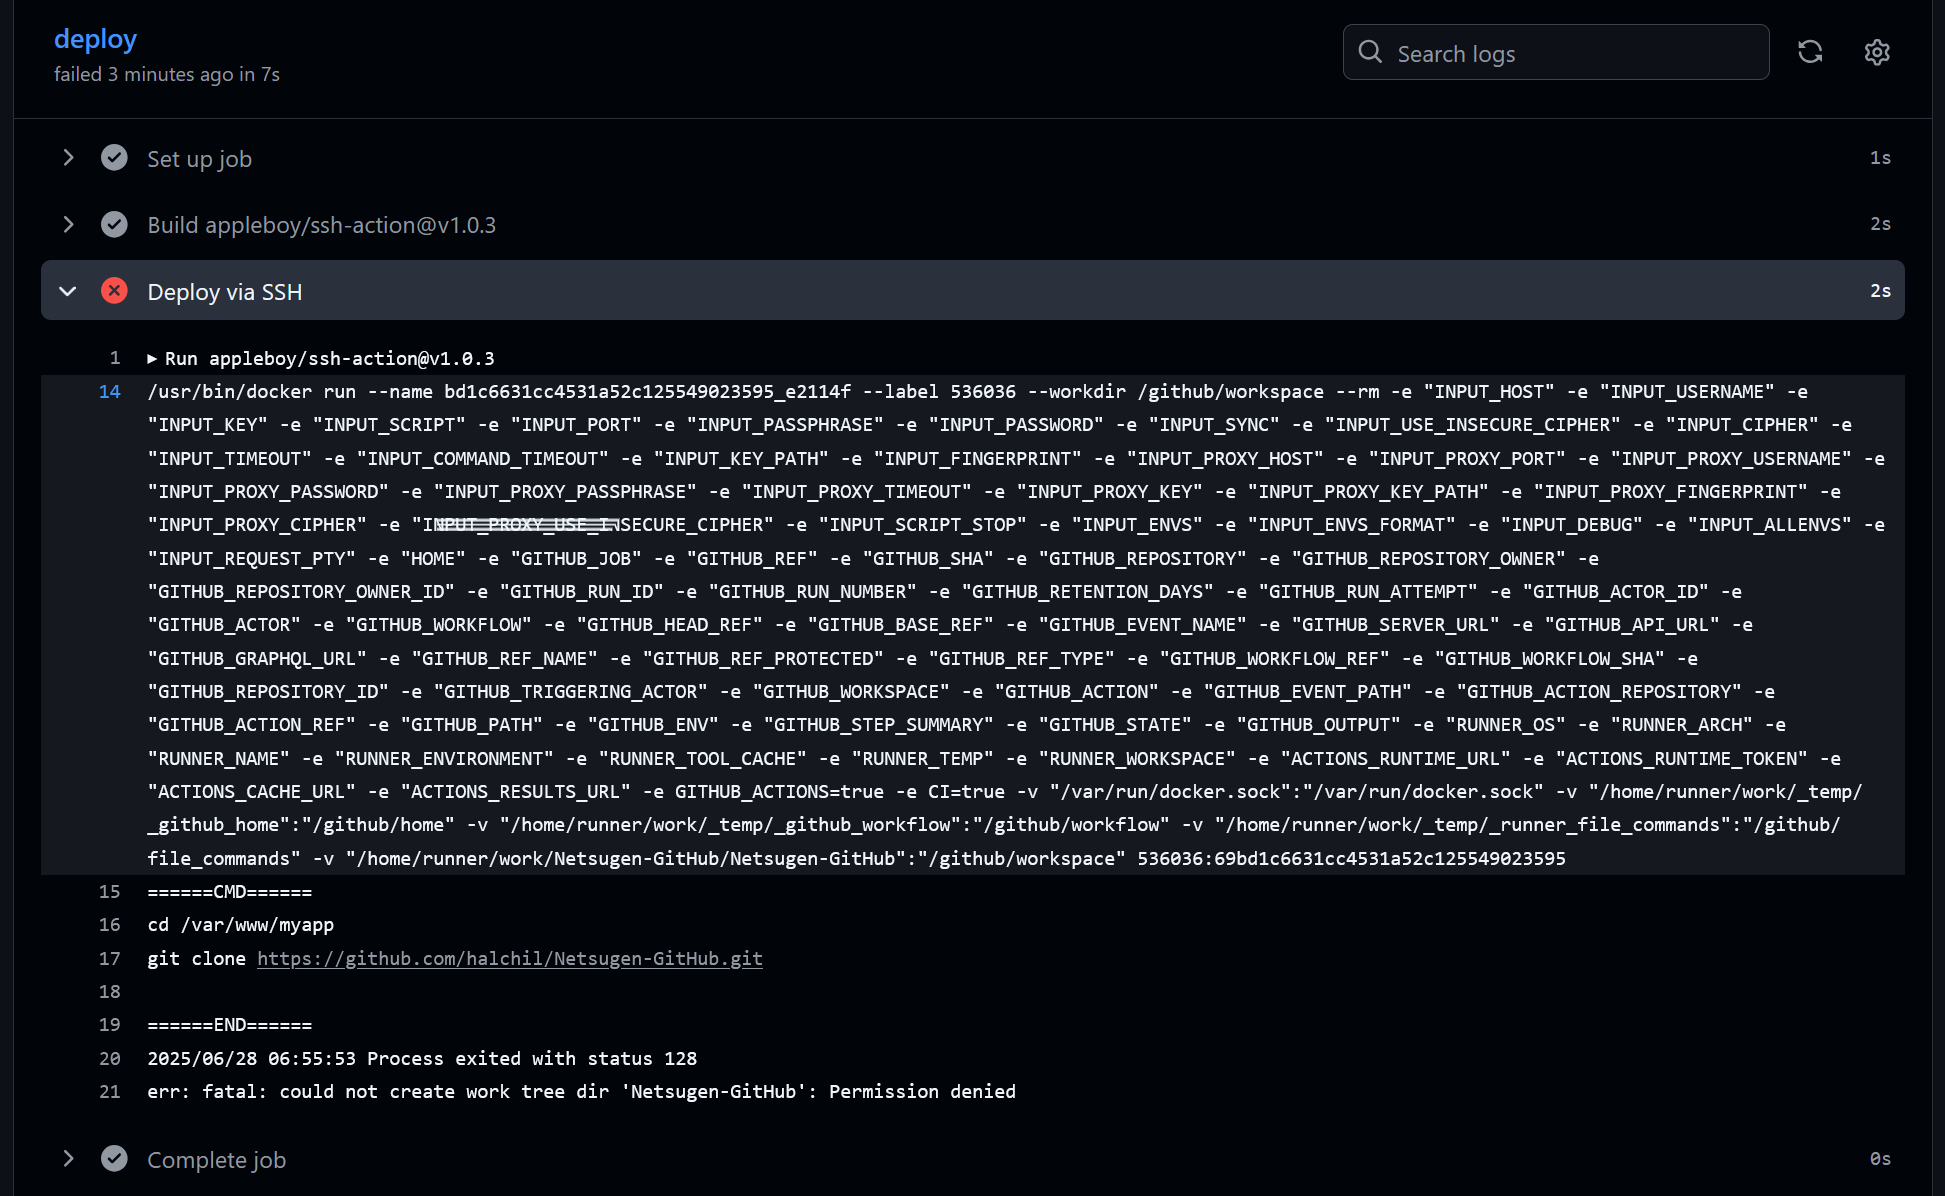 deploy
failed 3 minutes ago in 7s
Search logs
Set up job 1s
Build appleboy/ssh-action@v1.0.3 2s
Deploy via SSH 2s
1 ▶ Run appleboy/ssh-action@v1.0.3
14 /usr/bin/docker run --name bd1c6631cc4531a52c125549023595_e2114f --label 536036 --workdir /github/workspace --rm -e "INPUT_HOST" -e "INPUT_USERNAME" -e
"INPUT_KEY" -e "INPUT_SCRIPT" -e "INPUT_PORT" -e "INPUT_PASSPHRASE" -e "INPUT_PASSWORD" -e "INPUT_SYNC" -e "INPUT_USE_INSECURE_CIPHER" -e "INPUT_CIPHER" -e
"INPUT_TIMEOUT" -e "INPUT_COMMAND_TIMEOUT" -e "INPUT_KEY_PATH" -e "INPUT_FINGERPRINT" -e "INPUT_PROXY_HOST" -e "INPUT_PROXY_PORT" -e "INPUT_PROXY_USERNAME" -e
"INPUT_PROXY_PASSWORD" -e "INPUT_PROXY_PASSPHRASE" -e "INPUT_PROXY_TIMEOUT" -e "INPUT_PROXY_KEY" -e "INPUT_PROXY_KEY_PATH" -e "INPUT_PROXY_FINGERPRINT" -e
"INPUT_PROXY_CIPHER" -e "INPUT_PROXY_USE_INSECURE_CIPHER" -e "INPUT_SCRIPT_STOP" -e "INPUT_ENVS" -e "INPUT_ENVS_FORMAT" -e "INPUT_DEBUG" -e "INPUT_ALLENVS" -e
"INPUT_REQUEST_PTY" -e "HOME" -e "GITHUB_JOB" -e "GITHUB_REF" -e "GITHUB_SHA" -e "GITHUB_REPOSITORY" -e "GITHUB_REPOSITORY_OWNER" -e
"GITHUB_REPOSITORY_OWNER_ID" -e "GITHUB_RUN_ID" -e "GITHUB_RUN_NUMBER" -e "GITHUB_RETENTION_DAYS" -e "GITHUB_RUN_ATTEMPT" -e "GITHUB_ACTOR_ID" -e
"GITHUB_ACTOR" -e "GITHUB_WORKFLOW" -e "GITHUB_HEAD_REF" -e "GITHUB_BASE_REF" -e "GITHUB_EVENT_NAME" -e "GITHUB_SERVER_URL" -e "GITHUB_API_URL" -e
"GITHUB_GRAPHQL_URL" -e "GITHUB_REF_NAME" -e "GITHUB_REF_PROTECTED" -e "GITHUB_REF_TYPE" -e "GITHUB_WORKFLOW_REF" -e "GITHUB_WORKFLOW_SHA" -e
"GITHUB_REPOSITORY_ID" -e "GITHUB_TRIGGERING_ACTOR" -e "GITHUB_WORKSPACE" -e "GITHUB_ACTION" -e "GITHUB_EVENT_PATH" -e "GITHUB_ACTION_REPOSITORY" -e
"GITHUB_ACTION_REF" -e "GITHUB_PATH" -e "GITHUB_ENV" -e "GITHUB_STEP_SUMMARY" -e "GITHUB_STATE" -e "GITHUB_OUTPUT" -e "RUNNER_OS" -e "RUNNER_ARCH" -e
"RUNNER_NAME" -e "RUNNER_ENVIRONMENT" -e "RUNNER_TOOL_CACHE" -e "RUNNER_TEMP" -e "RUNNER_WORKSPACE" -e "ACTIONS_RUNTIME_URL" -e "ACTIONS_RUNTIME_TOKEN" -e
"ACTIONS_CACHE_URL" -e "ACTIONS_RESULTS_URL" -e GITHUB_ACTIONS=true -e CI=true -v "/var/run/docker.sock":"/var/run/docker.sock" -v "/home/runner/work/_temp/
_github_home":"/github/home" -v "/home/runner/work/_temp/_github_workflow":"/github/workflow" -v "/home/runner/work/_temp/_runner_file_commands":"/github/
file_commands" -v "/home/runner/work/Netsugen-GitHub/Netsugen-GitHub":"/github/workspace" 536036:69bd1c6631cc4531a52c125549023595
15 ======CMD======
16 cd /var/www/myapp
17 git clone https://github.com/halchil/Netsugen-GitHub.git
18
19 ======END======
20 2025/06/28 06:55:53 Process exited with status 128
21 err: fatal: could not create work tree dir 'Netsugen-GitHub': Permission denied
Complete job 0s